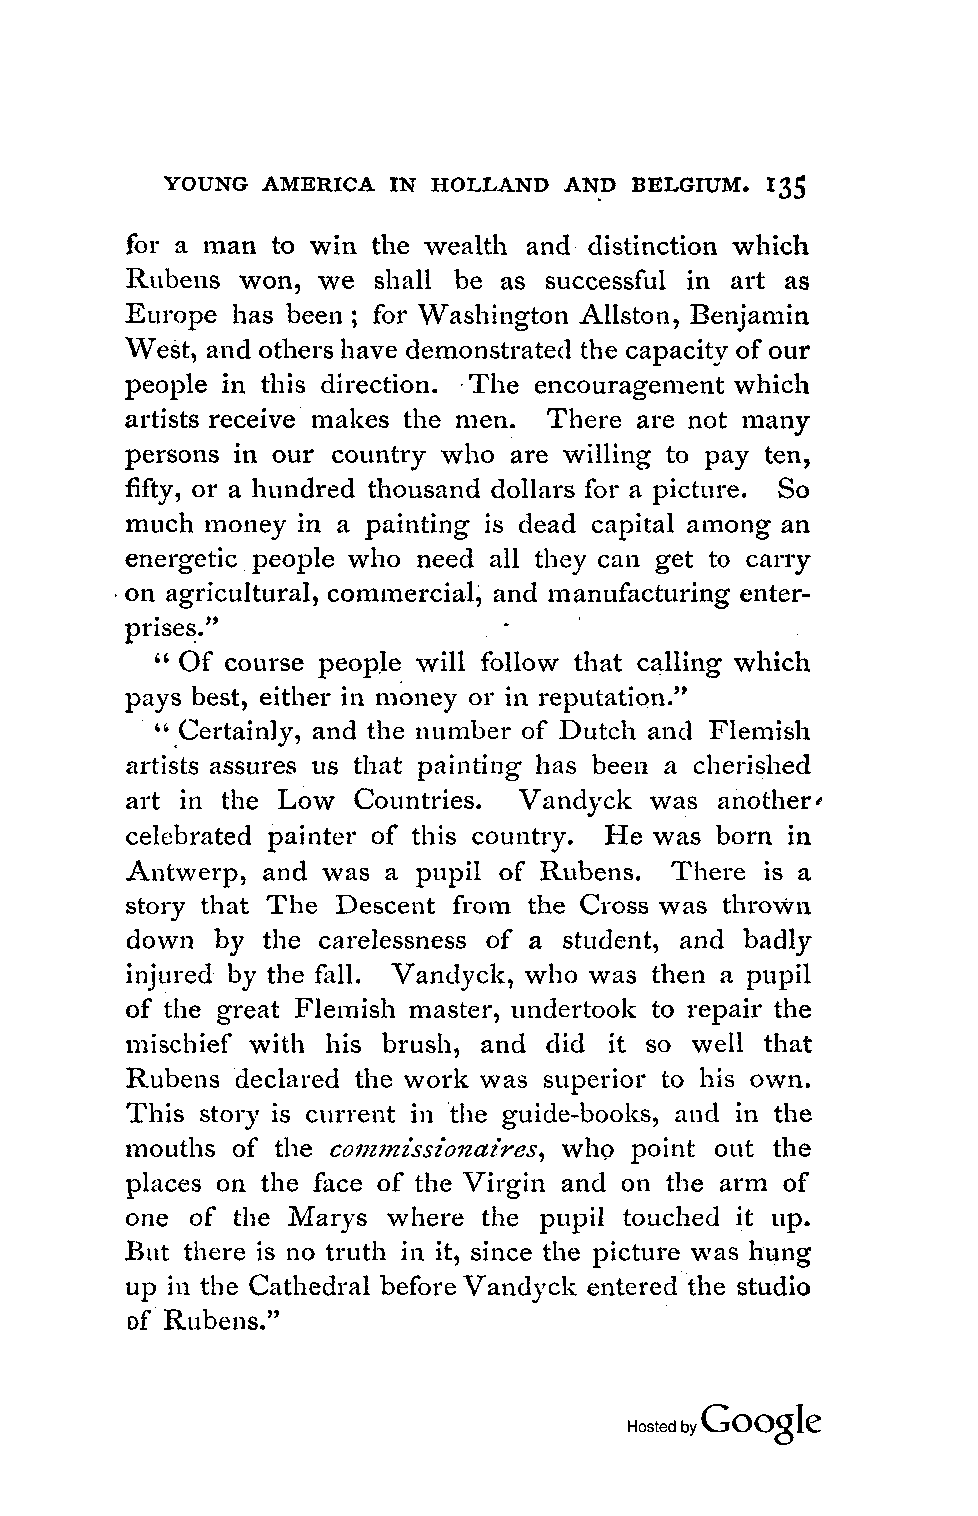 YOUNG AMERICA IN HOLLAND AND BELGIUM. 135
for a man to win the wealth and distinction which
Rubens won, we shall be as successful in art as
Europe has been ; for Washington Allston, Benjamin
West, and others have demonstrated the capacity of our
people in this direction. The encouragement which
artists receive makes the men. There are not many
persons in our country who are willing to pay ten,
fifty, or a hundred thousand dollars for a picture. So
much money in a painting is dead capital among an
energetic people who need all they can get to carry
on agricultural, commercial, and manufacturing enter-
prises."
" Of course people will follow that calling which
pays best, either in money or in reputation."
" Certainly, and the number of Dutch and Flemish
artists assures us that painting has been a cherished
art in the Low Countries. Vandyck was another
celebrated painter of this country. He was born in
Antwerp, and was a pupil of Rubens. There is a
story that The Descent from the Cross was thrown
down by the carelessness of a student, and badly
injured by the fall. Vandyck, who was then a pupil
of the great Flemish master, undertook to repair the
mischief with his brush, and did it so well that
Rubens declared the work was superior to his own.
This story is current in the guide-books, and in the
mouths of the commissionaires, who point out the
places on the face of the Virgin and on the arm of
one of the Marys where the pupil touched it up.
But there is no truth in it, since the picture was hung
up in the Cathedral before Vandyck entered the studio
of Rubens."
Hosted by Google